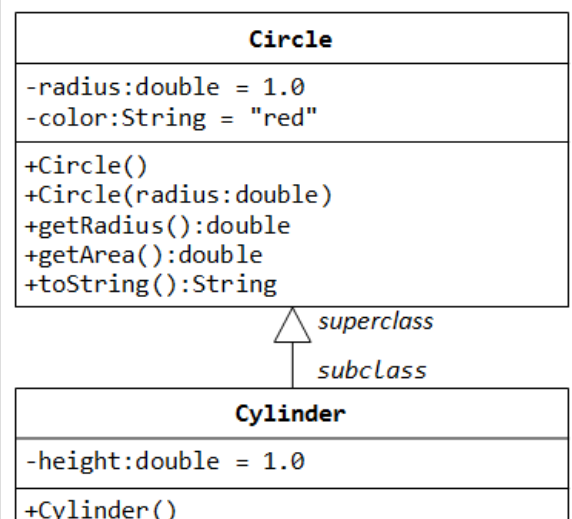 Circle
-radius:double = 1.0
-color:String = "red"
+Circle()
+Circle(radius:double)
+getRadius():double
+getArea():double
+toString():String
superclass
subclass
Cylinder
-height:double = 1.0
+Cylinder()